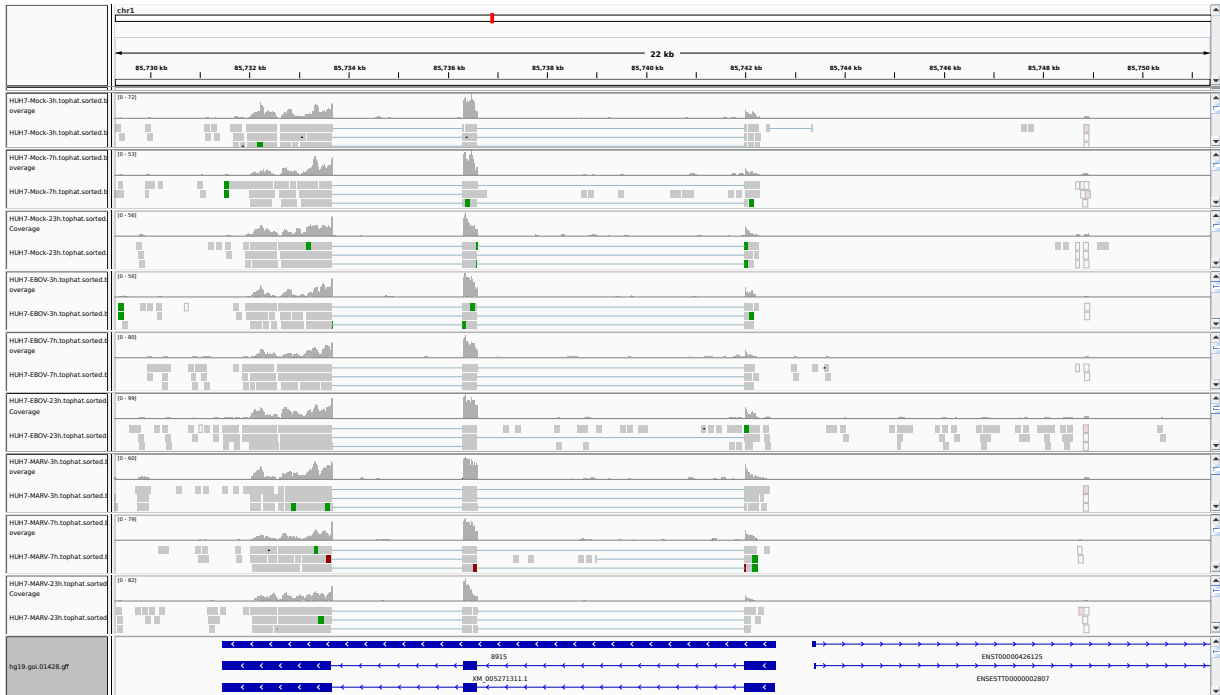 chr1
22 kb
85,730 kb 85,732 kb 85,734 kb 85,736 kb 85,738 kb 85,740 kb 85,742 kb 85,744 kb 85,746 kb 85,748 kb 85,750 kb
HUH7-Mock-3h.tophat.sorted.b
overage
[0 - 72]
HUH7-Mock-3h.tophat.sorted.b
HUH7-Mock-7h.tophat.sorted.b
overage
[0 - 53]
HUH7-Mock-7h.tophat.sorted.b
HUH7-Mock-23h.tophat.sorted.
Coverage
[0 - 56]
HUH7-Mock-23h.tophat.sorted.
HUH7-EBOV-3h.tophat.sorted.b
overage
[0 - 56]
HUH7-EBOV-3h.tophat.sorted.b
HUH7-EBOV-7h.tophat.sorted.b
overage
[0 - 80]
HUH7-EBOV-7h.tophat.sorted.b
HUH7-EBOV-23h.tophat.sorted.
Coverage
[0 - 99]
HUH7-EBOV-23h.tophat.sorted.
HUH7-MARV-3h.tophat.sorted.b
overage
[0 - 60]
HUH7-MARV-3h.tophat.sorted.b
HUH7-MARV-7h.tophat.sorted.b
overage
[0 - 79]
HUH7-MARV-7h.tophat.sorted.b
HUH7-MARV-23h.tophat.sorted
Coverage
[0 - 82]
HUH7-MARV-23h.tophat.sorted
hg19.goi.01428.gff
8915 ENST00000426125
XM_005271311.1 ENSESTT00000002807